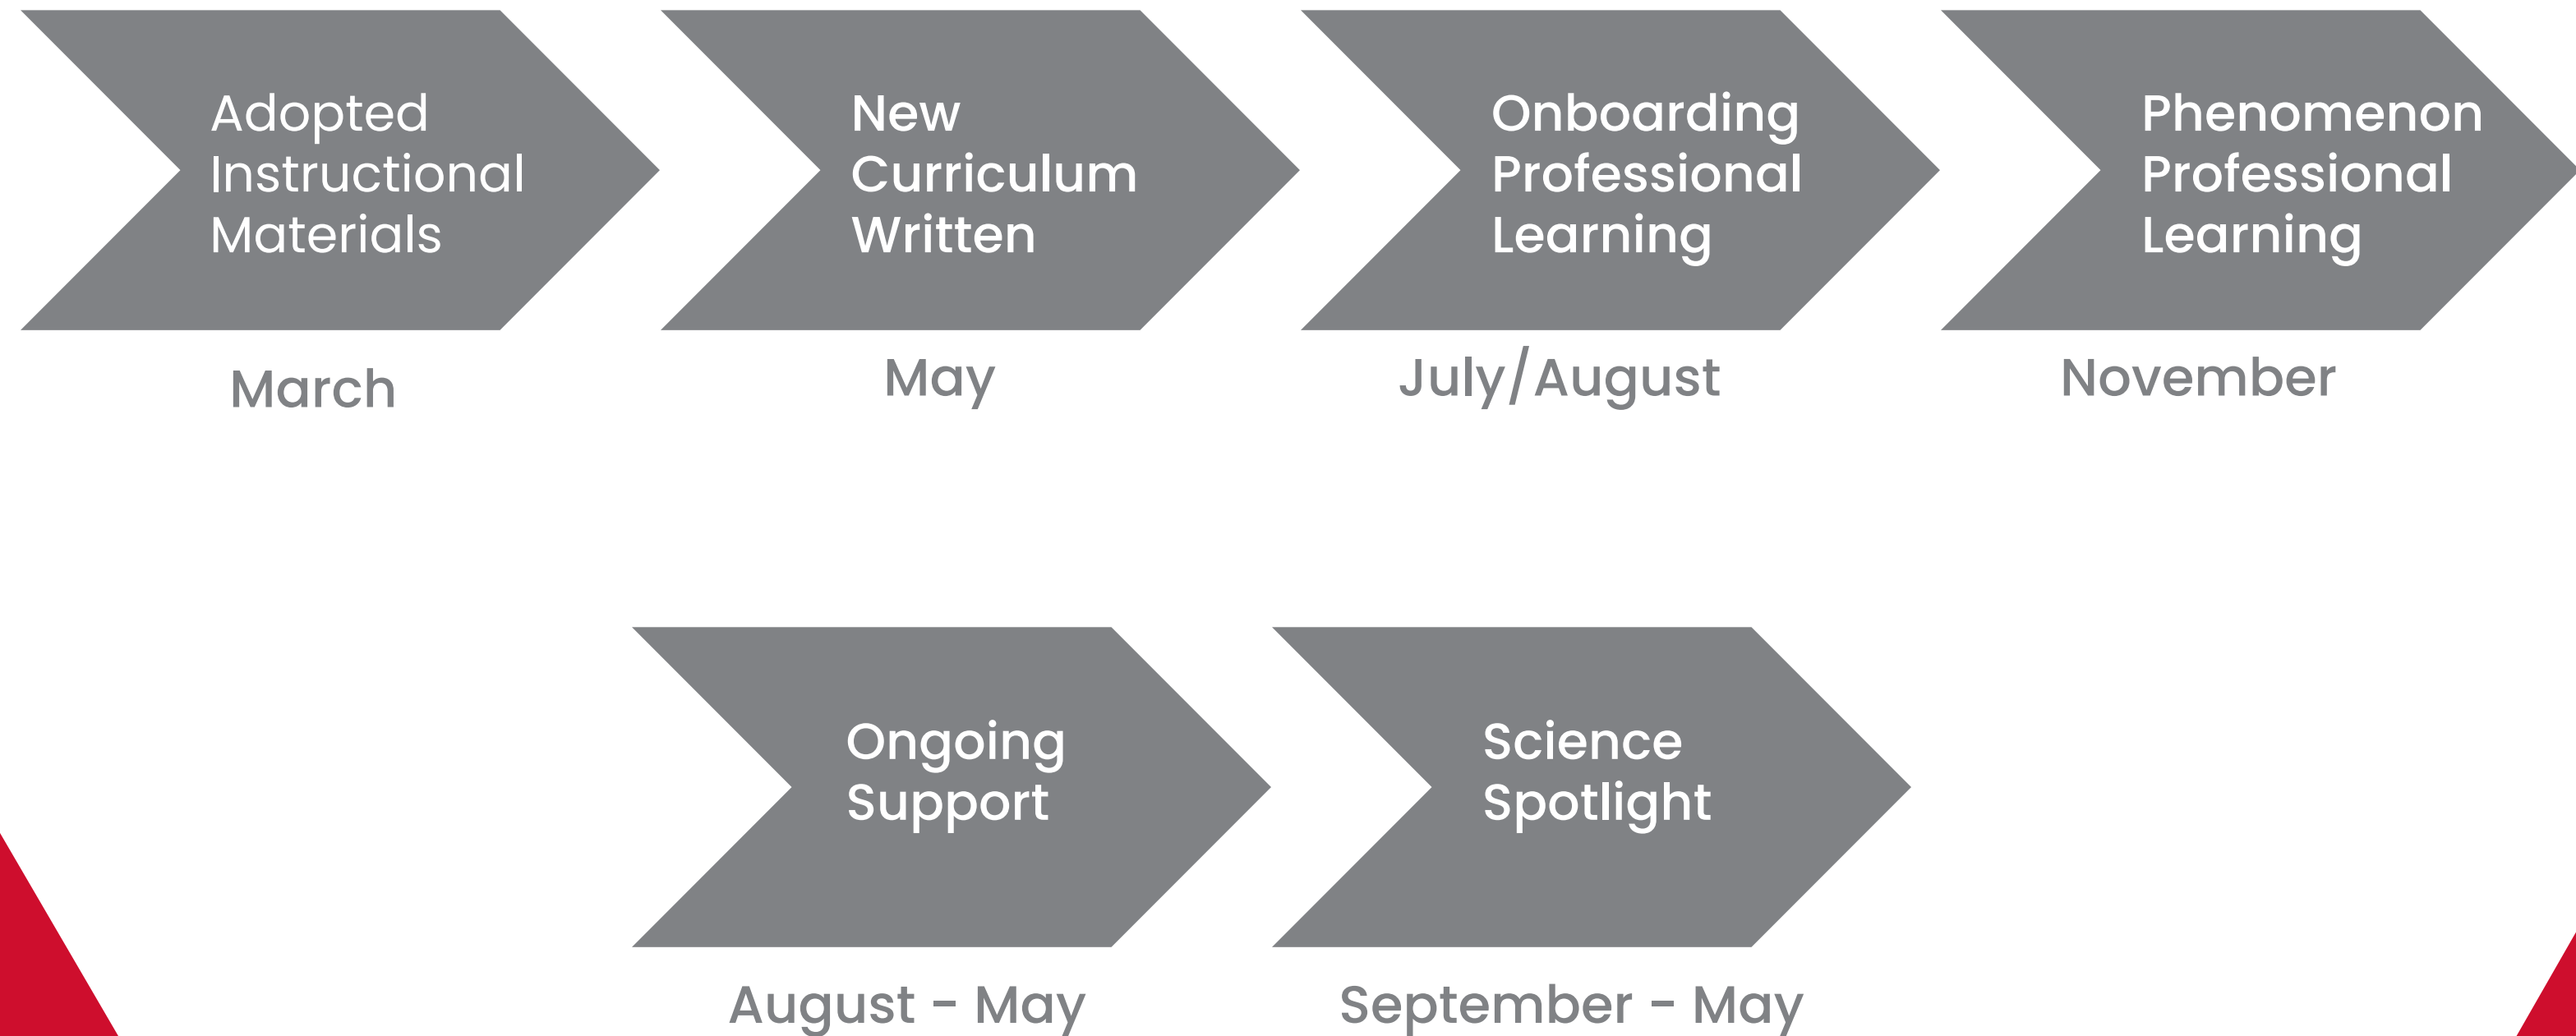 Adopted
Instructional
Materials
March
New
Curriculum
Written
May
Onboarding
Professional
Learning
July/August
Phenomenon
Professional
Learning
November
Ongoing
Support
August - May
Science
Spotlight
September - May